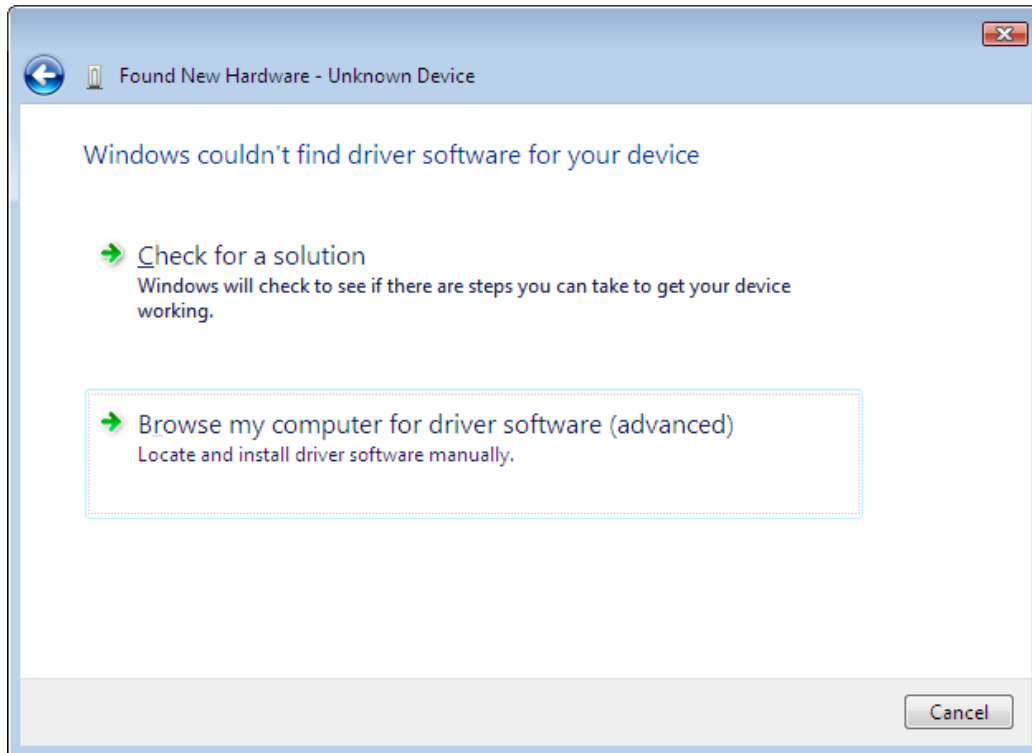 Found New Hardware - Unknown Device
Windows couldn't find driver software for your device
Check for a solution
Windows will check to see if there are steps you can take to get your device
working.
Browse my computer for driver software (advanced)
Locate and install driver software manually.
Cancel